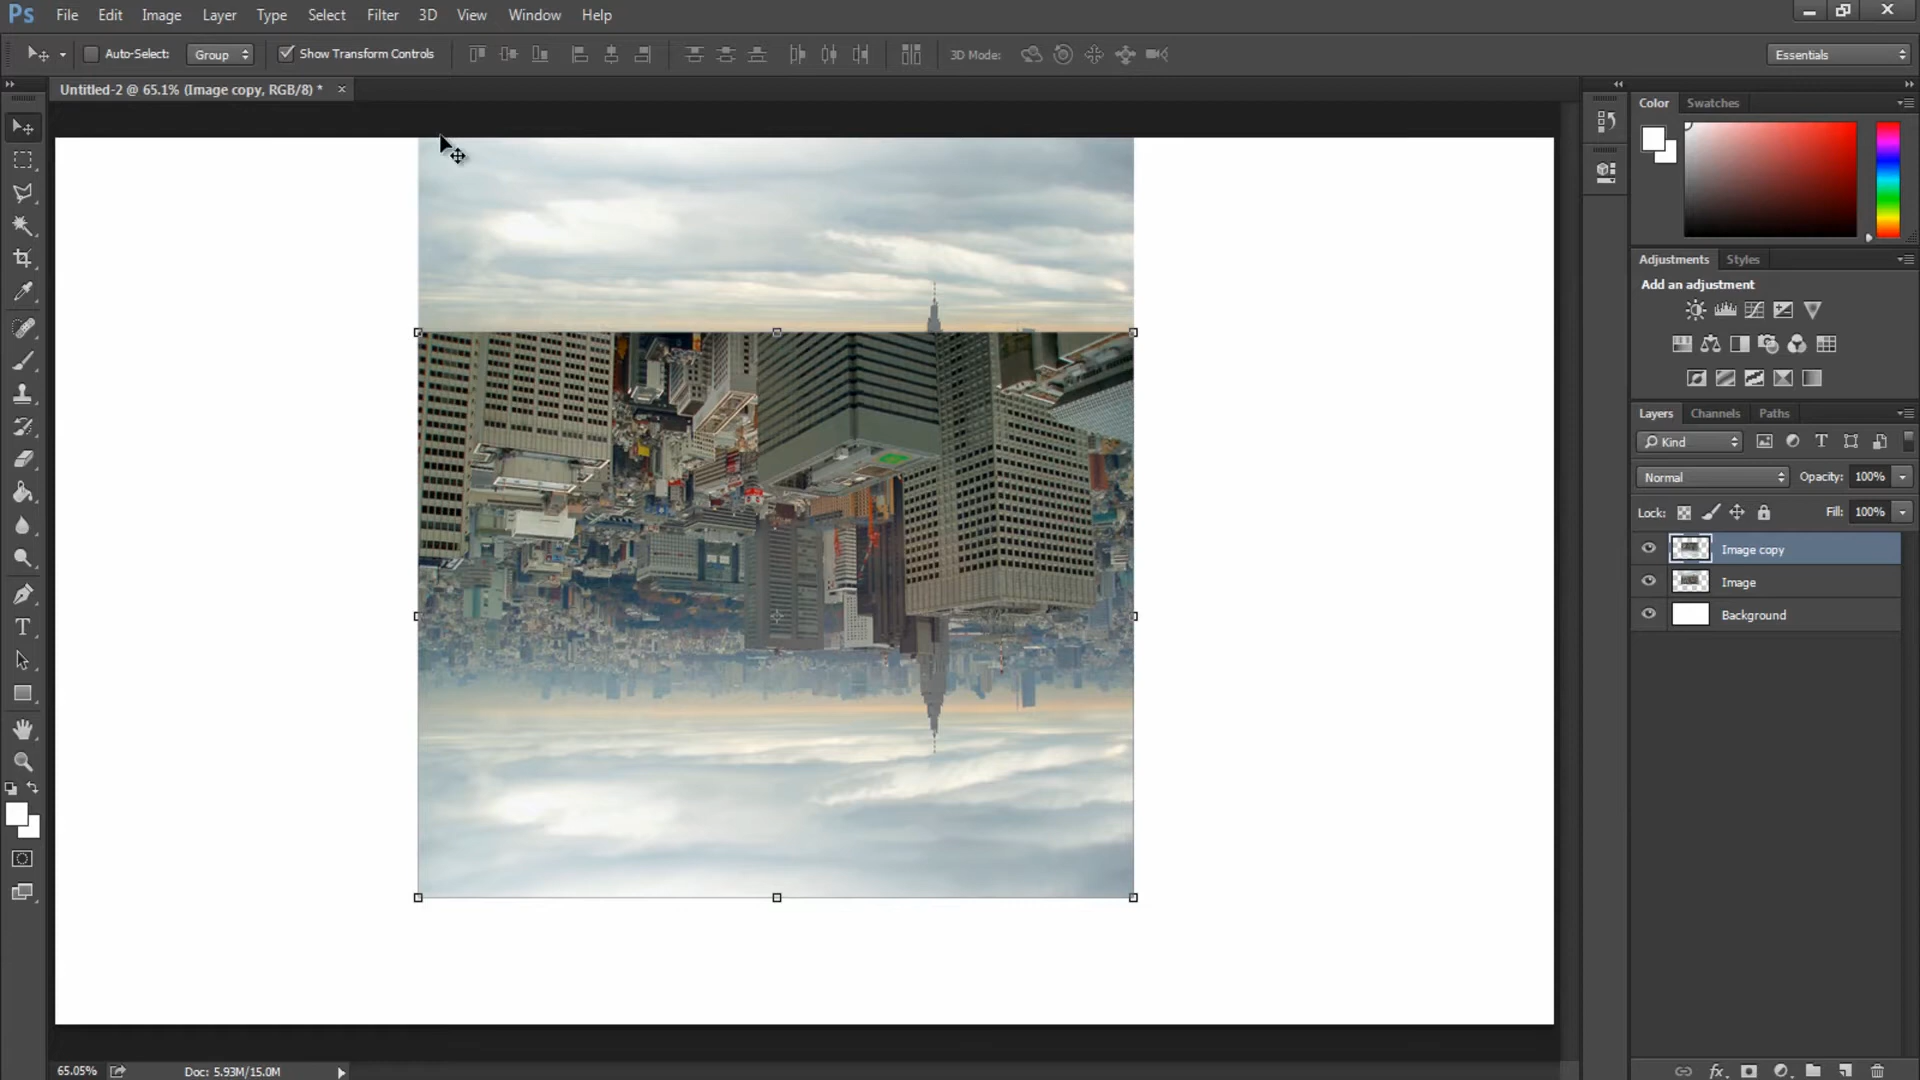 Ps File Edit Image Layer Type Select Filter 3D View Window Help
Auto-Select: Group Show Transform Controls 3D Mode: Essentials
Untitled-2 @ 65.1% (Image copy, RGB/8) * ×
Color Swatches
Adjustments Styles
Add an adjustment
Layers Channels Paths
Kind
Normal Opacity: 100%
Lock: Fill: 100%
Image copy
Image
Background
65.05% Doc: 5.93M/15.0M